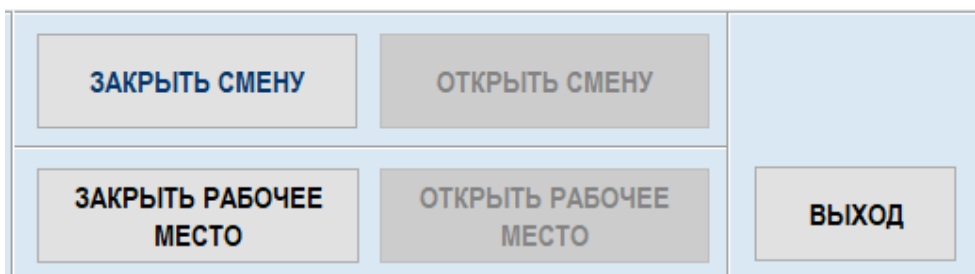 ЗАКРЫТЬ СМЕНУ
ОТКРЫТЬ СМЕНУ
ЗАКРЫТЬ РАБОЧЕЕ
МЕСТО
ОТКРЫТЬ РАБОЧЕЕ
МЕСТО
ВЫХОД